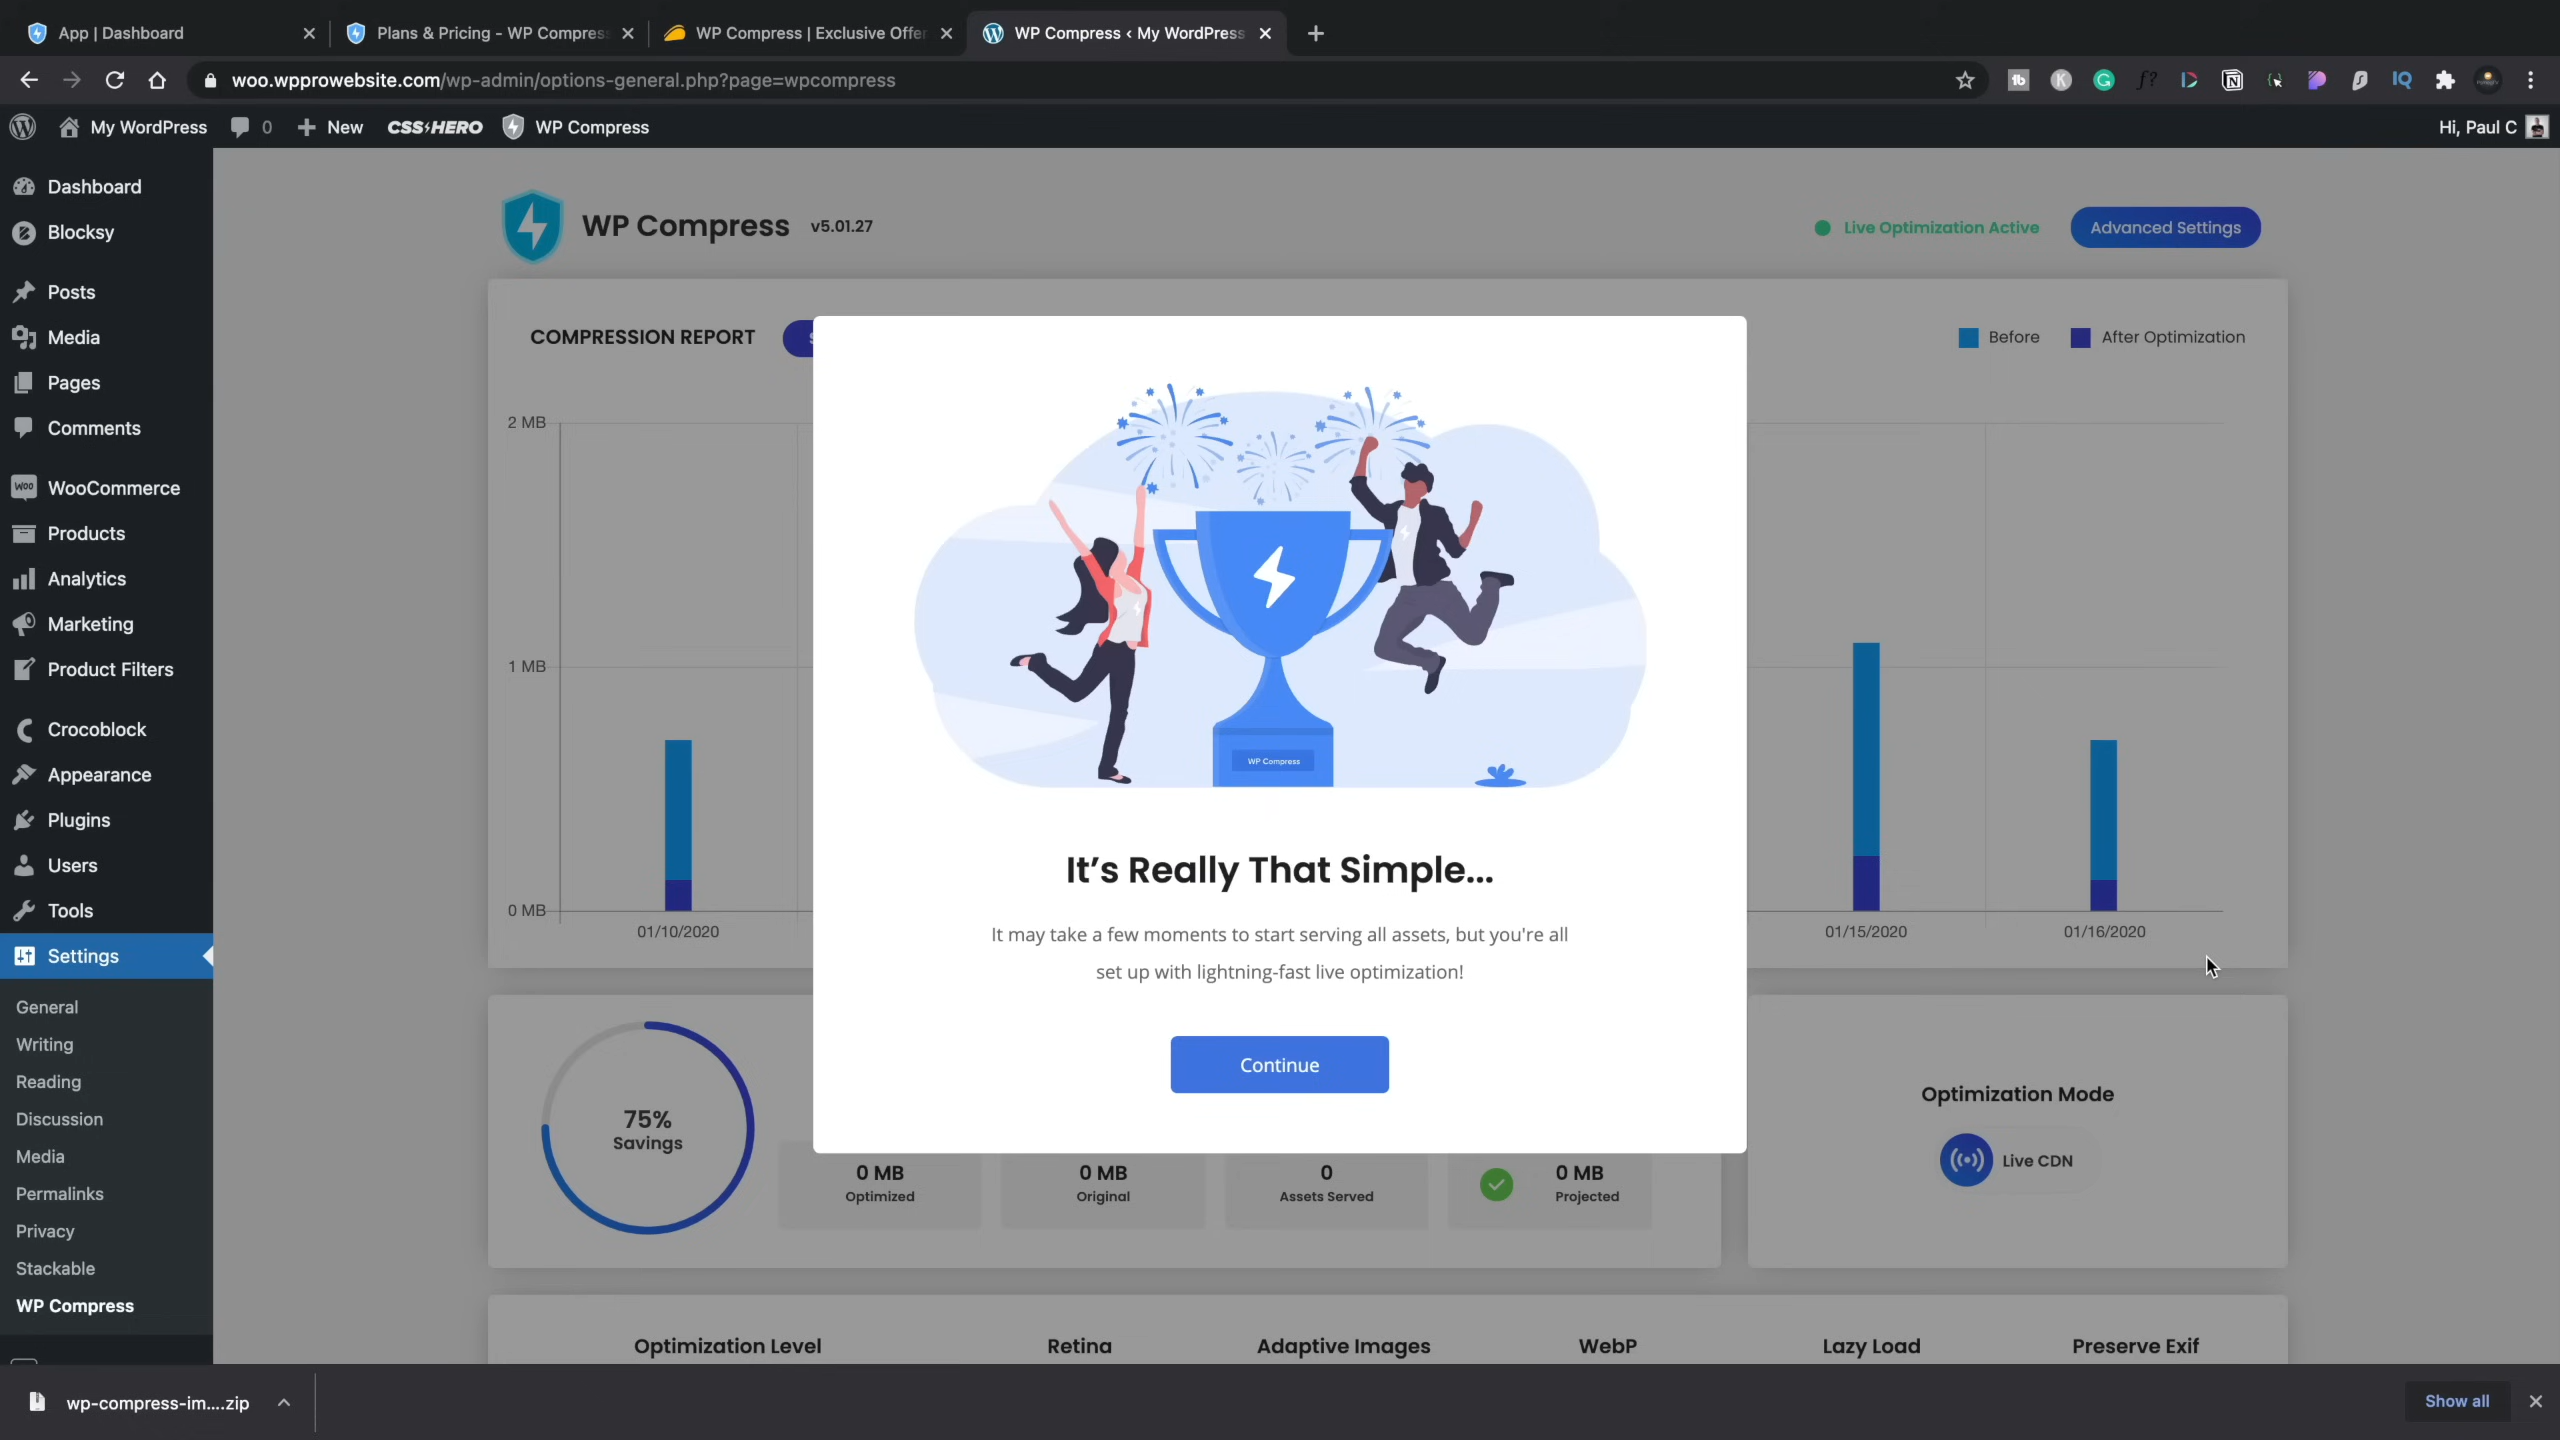 App | Dashboard
Plans & Pricing - WP Compres
WP Compress | Exclusive Offer
WP Compress ‹ My WordPress
woo.wpprowebsite.com/wp-admin/options-general.php?page=wpcompress
My WordPress
0
New
CSS HERO
WP Compress
Hi, Paul C
Dashboard
Blocksy
Posts
Media
Pages
Comments
WooCommerce
Products
Analytics
Marketing
Product Filters
Crocoblock
Appearance
Plugins
Users
Tools
Settings
General
Writing
Reading
Discussion
Media
Permalinks
Privacy
Stackable
WP Compress
WP Compress v5.01.27
Live Optimization Active
Advanced Settings
COMPRESSION REPORT
Before
After Optimization
2 MB
1 MB
0 MB
01/10/2020
01/15/2020
01/16/2020
WP Compress
It's Really That Simple...
It may take a few moments to start serving all assets, but you're all
set up with lightning-fast live optimization!
Continue
75%
Savings
0 MB
Optimized
0 MB
Original
0
Assets Served
0 MB
Projected
Optimization Mode
Live CDN
Optimization Level
Retina
Adaptive Images
WebP
Lazy Load
Preserve Exif
wp-compress-im....zip
Show all